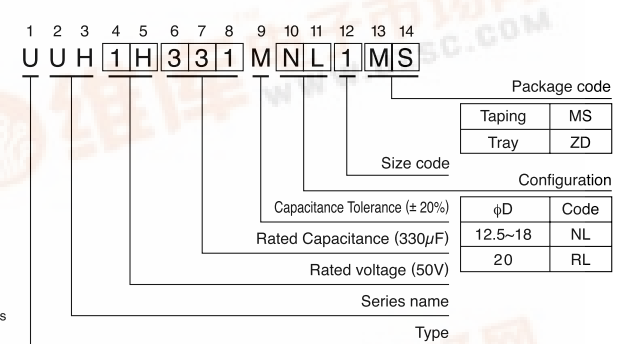 1 2 3 4 5 6 7 8 9 10 11 12 13 14
U U H 1 H 3 3 1 M N L 1 M S
Package code
Taping MS
Tray ZD
Size code
Configuration
Capacitance Tolerance (± 20%)
ϕD Code
12.5~18 NL
Rated Capacitance (330µF)
20 RL
Rated voltage (50V)
Series name
s
Type